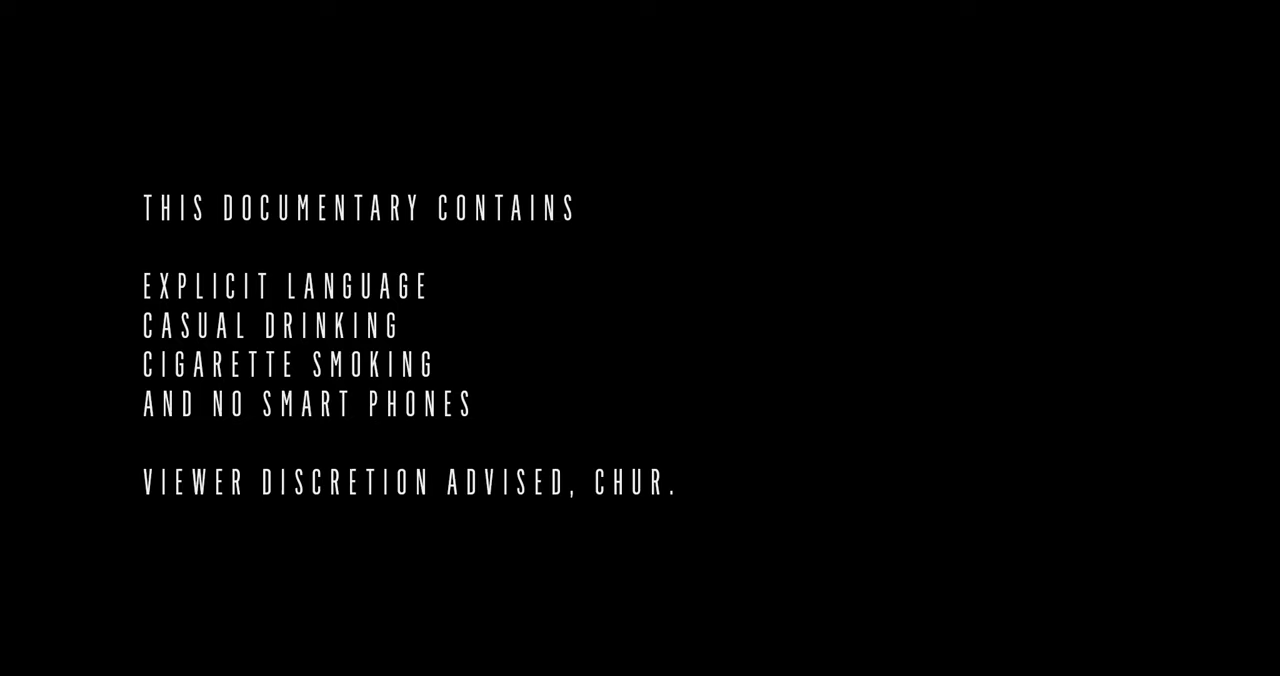 THIS DOCUMENTARY CONTAINS
EXPLICIT LANGUAGE
CASUAL DRINKING
CIGARETTE SMOKING
AND NO SMART PHONES
VIEWER DISCRETION ADVISED, CHUR.